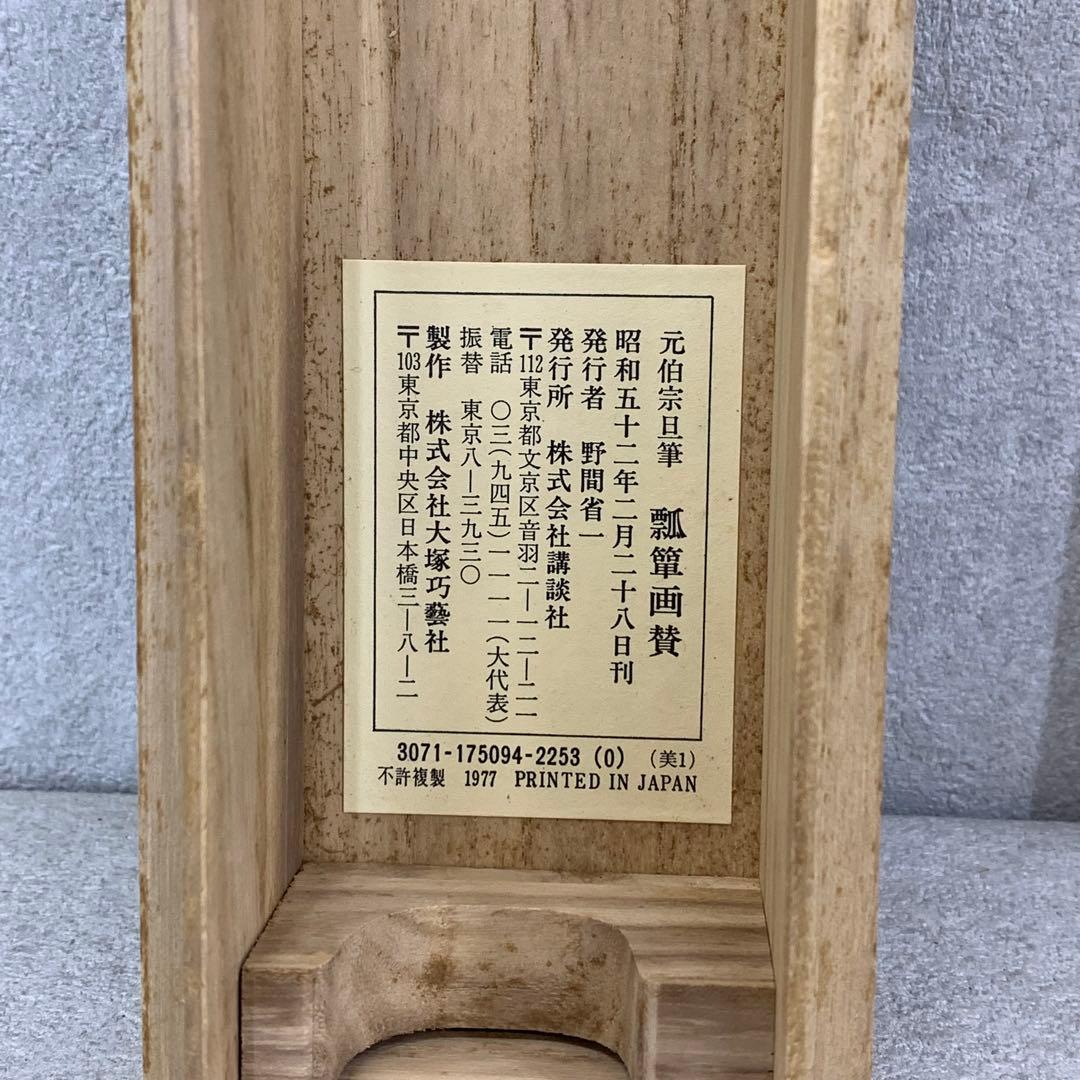 元伯宗旦筆　瓢箪画賛
昭和五十二年二月二十八日刊
発行者　野間省一
発行所　株式会社講談社
〒112東京都文京区音羽二―一二―二一
電話　〇三(九四五)一一一一(大代表)
振替　東京八―三九三〇
製作　株式会社大塚巧藝社
〒103東京都中央区日本橋三―八―二
3071-175094-2253 (0) (美1)
不許複製 1977 PRINTED IN JAPAN